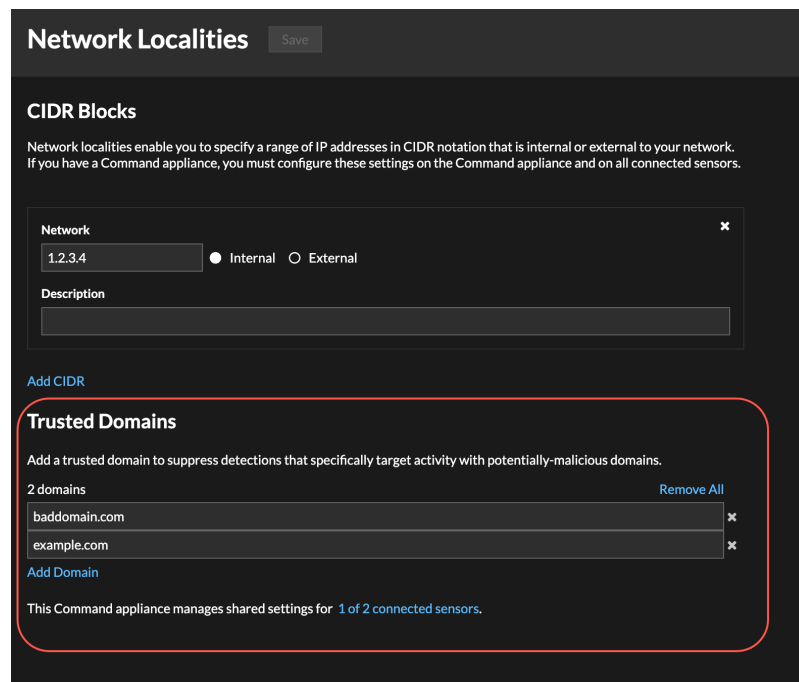 Network Localities Save
CIDR Blocks
Network localities enable you to specify a range of IP addresses in CIDR notation that is internal or external to your network.
If you have a Command appliance, you must configure these settings on the Command appliance and on all connected sensors.
Network
1.2.3.4 Internal External
Description
Add CIDR
Trusted Domains
Add a trusted domain to suppress detections that specifically target activity with potentially-malicious domains.
2 domains Remove All
baddomain.com
example.com
Add Domain
This Command appliance manages shared settings for 1 of 2 connected sensors.